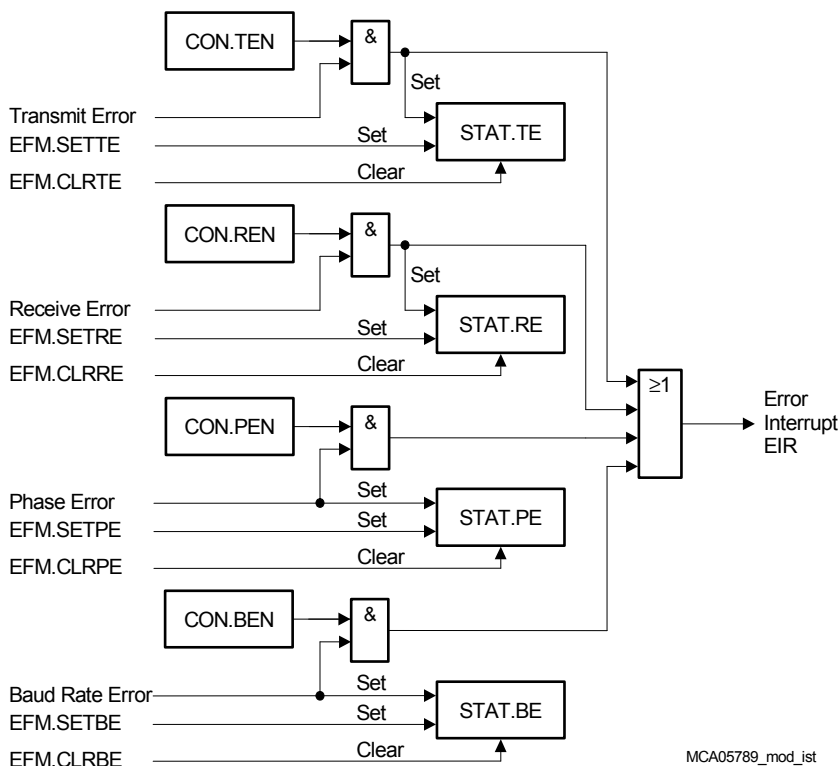 CON.TEN
&
Set
Transmit Error
EFM.SETTE
Set
STAT.TE
EFM.CLRTE
Clear
CON.REN
&
Set
Receive Error
EFM.SETRE
Set
STAT.RE
EFM.CLRRE
Clear
≥1
Error
Interrupt
EIR
CON.PEN
&
Phase Error
Set
EFM.SETPE
Set
STAT.PE
EFM.CLRPE
Clear
CON.BEN
&
Baud Rate Error
Set
EFM.SETBE
Set
STAT.BE
EFM.CLRBE
Clear
MCA05789_mod_ist